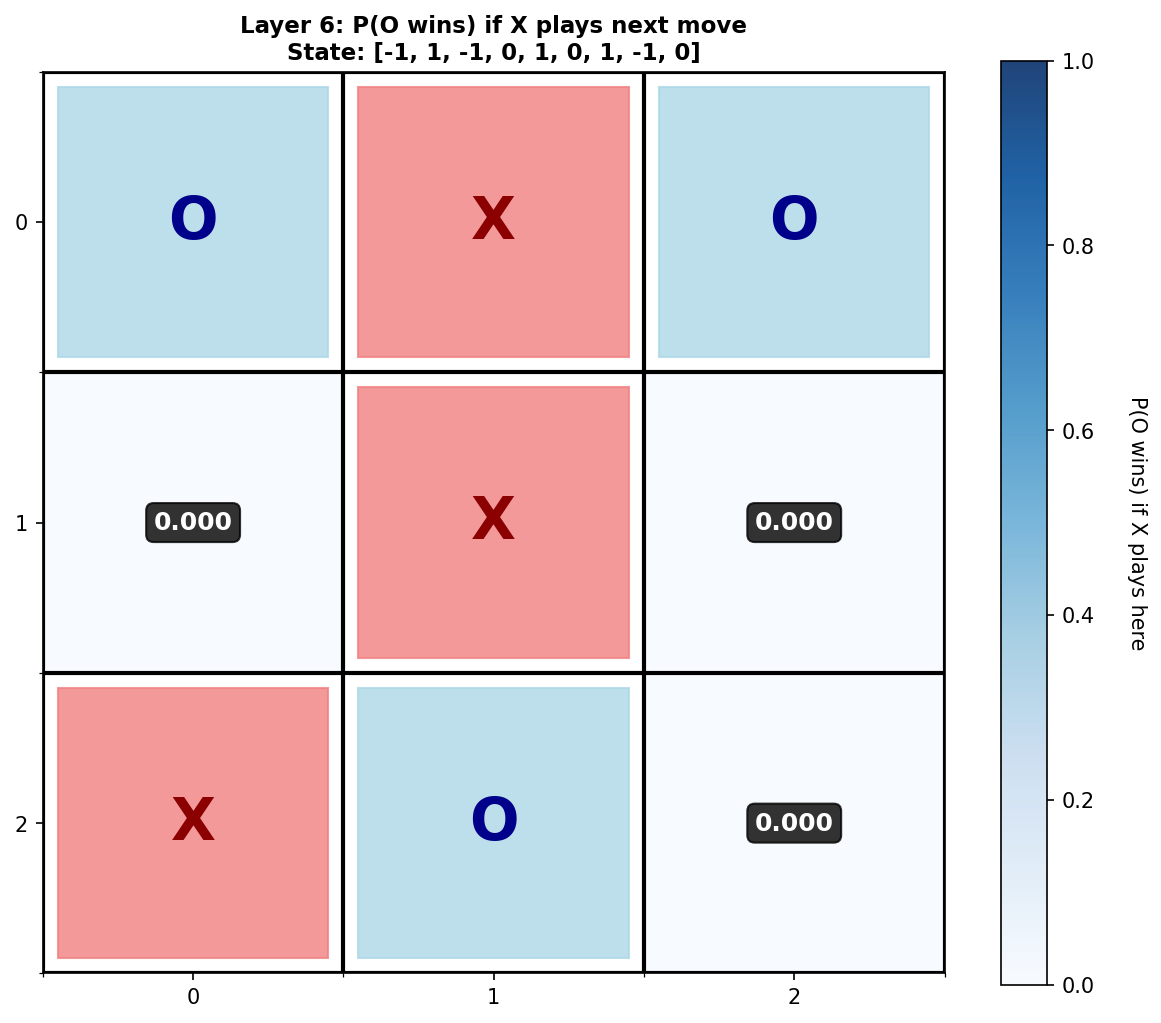 Layer 6: P(O wins) if X plays next move
State: [-1, 1, -1, 0, 1, 0, 1, -1, 0]
O
X
O
0
0.000
X
0.000
1
X
O
0.000
2
0
1
2
1.0
0.8
0.6
0.4
0.2
0.0
P(O wins) if X plays here